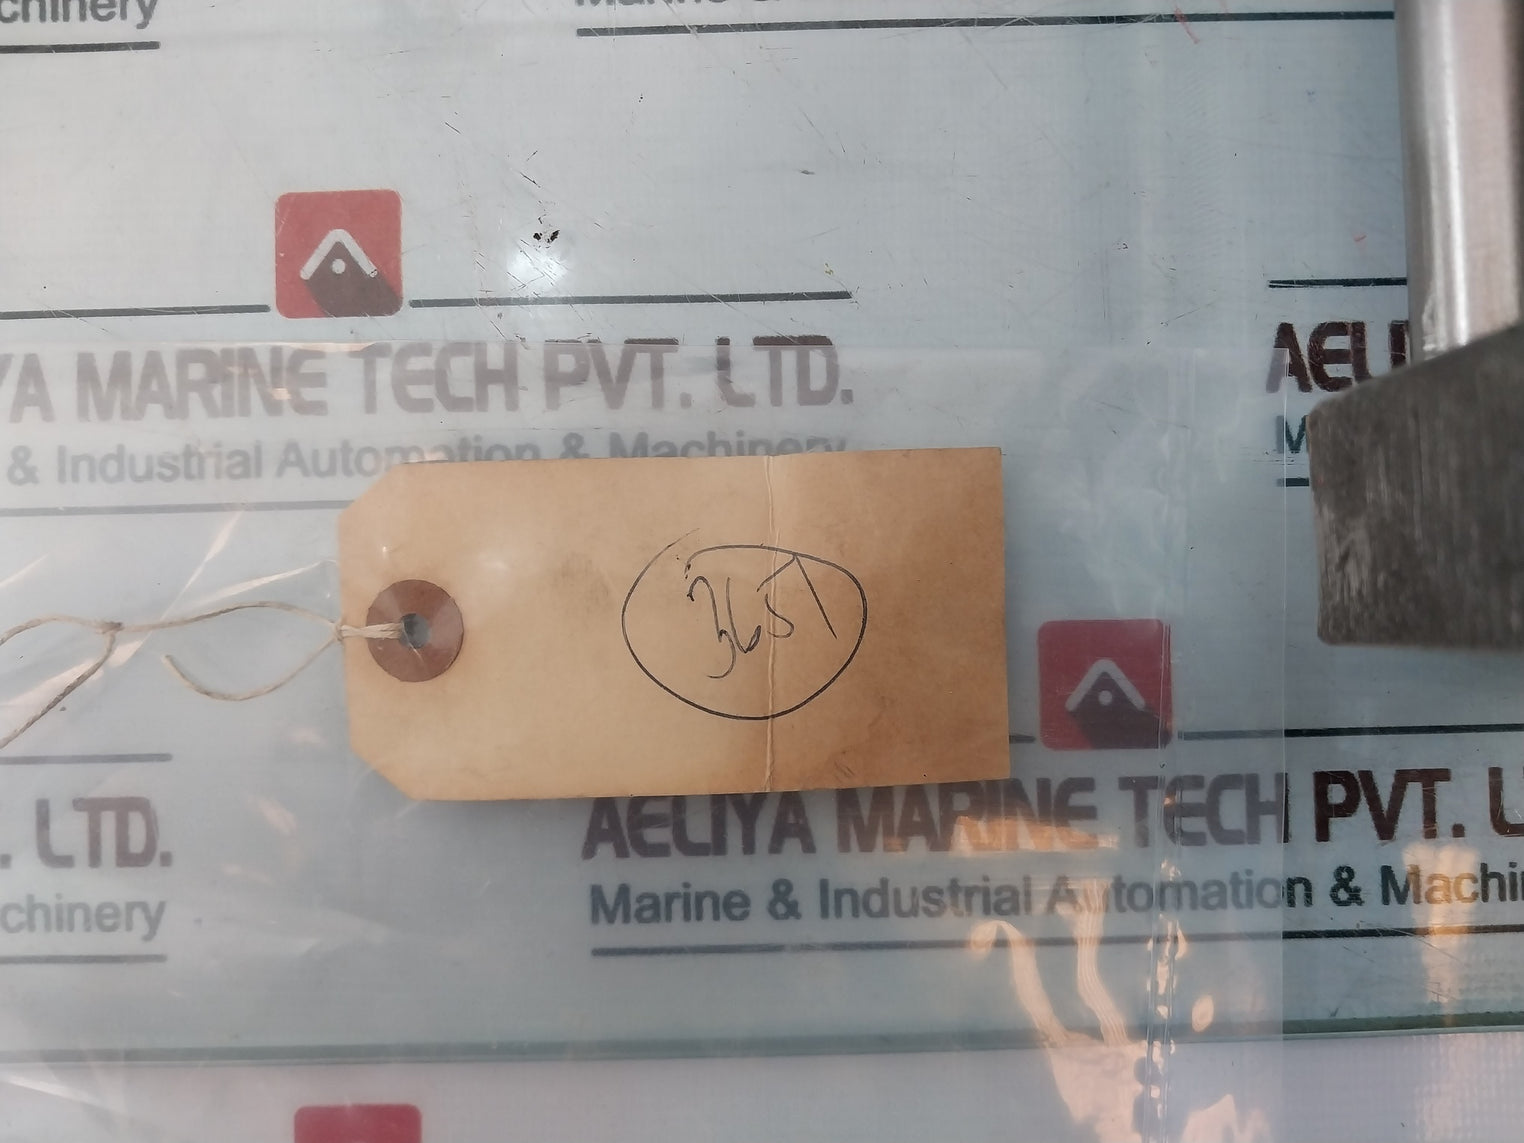 chinery
YA MARINE TECH PVT. LTD.
& Industrial Automation & Machinery
AELI
M
3651
. LTD.
chinery
AELIYA MARINE TECH PVT. L
Marine & Industrial Automation & Machin